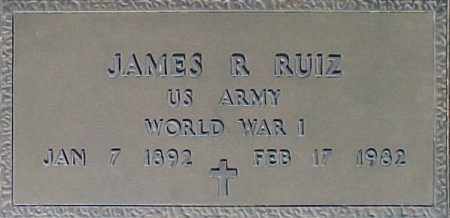 JAMES R RUIZ
US ARMY
WORLD WAR I
JAN 7 1892 FEB 17 1982